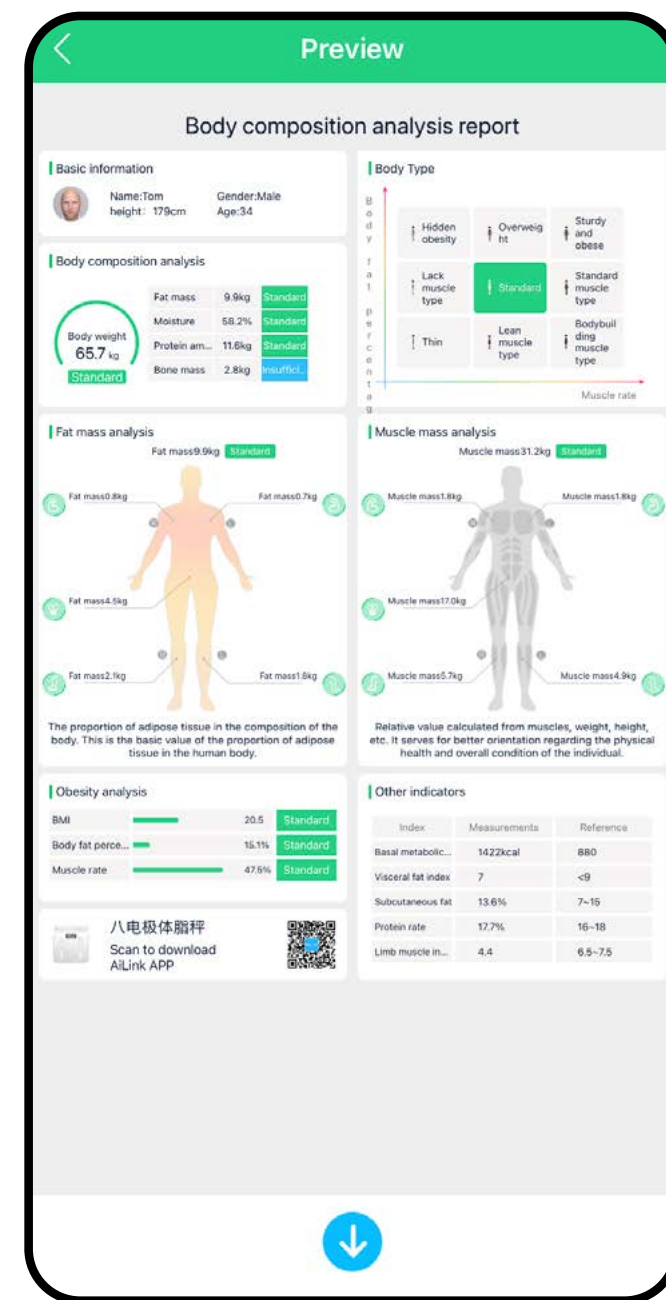 Preview
Body composition analysis report
Basic information
Name:Tom
Gender:Male
height: 179cm
Age:34
Body composition analysis
Body weight
65.7 kg
Standard
Fat mass 9.9kg Standard
Moisture 58.2% Standard
Protein am... 11.6kg Standard
Bone mass 2.8kg Insuffici...
Body Type
Body fat percentag
Hidden
obesity
Overweig
ht
Sturdy
and
obese
Lack
muscle
type
Standard
Standard
muscle
type
Thin
Lean
muscle
type
Bodybuil
ding
muscle
type
Muscle rate
Fat mass analysis
Fat mass9.9kg Standard
Fat mass0.8kg
Fat mass0.7kg
R
L
Fat mass4.5kg
R
L
Fat mass2.1kg
Fat mass1.6kg
The proportion of adipose tissue in the composition of the
body. This is the basic value of the proportion of adipose
tissue in the human body.
Muscle mass analysis
Muscle mass31.2kg Standard
Muscle mass1.8kg
Muscle mass1.8kg
R
L
Muscle mass17.0kg
R
L
Muscle mass5.7kg
Muscle mass4.9kg
Relative value calculated from muscles, weight, height,
etc. It serves for better orientation regarding the physical
health and overall condition of the individual.
Obesity analysis
BMI 20.5 Standard
Body fat perce... 15.1% Standard
Muscle rate 47.5% Standard
八电极体脂秤
Scan to download
AiLink APP
Other indicators
Index Measurements Reference
Basal metabolic... 1422kcal 880
Visceral fat index 7 <9
Subcutaneous fat 13.6% 7~15
Protein rate 17.7% 16~18
Limb muscle in... 4.4 6.5~7.5